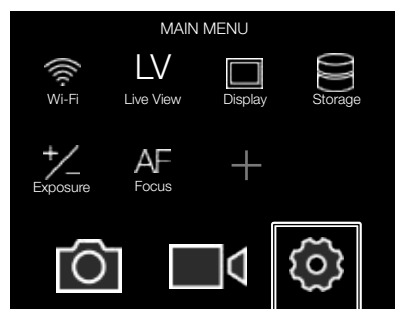 MAIN MENU
LV
Wi-Fi Live View Display Storage
+/- AF
Exposure Focus